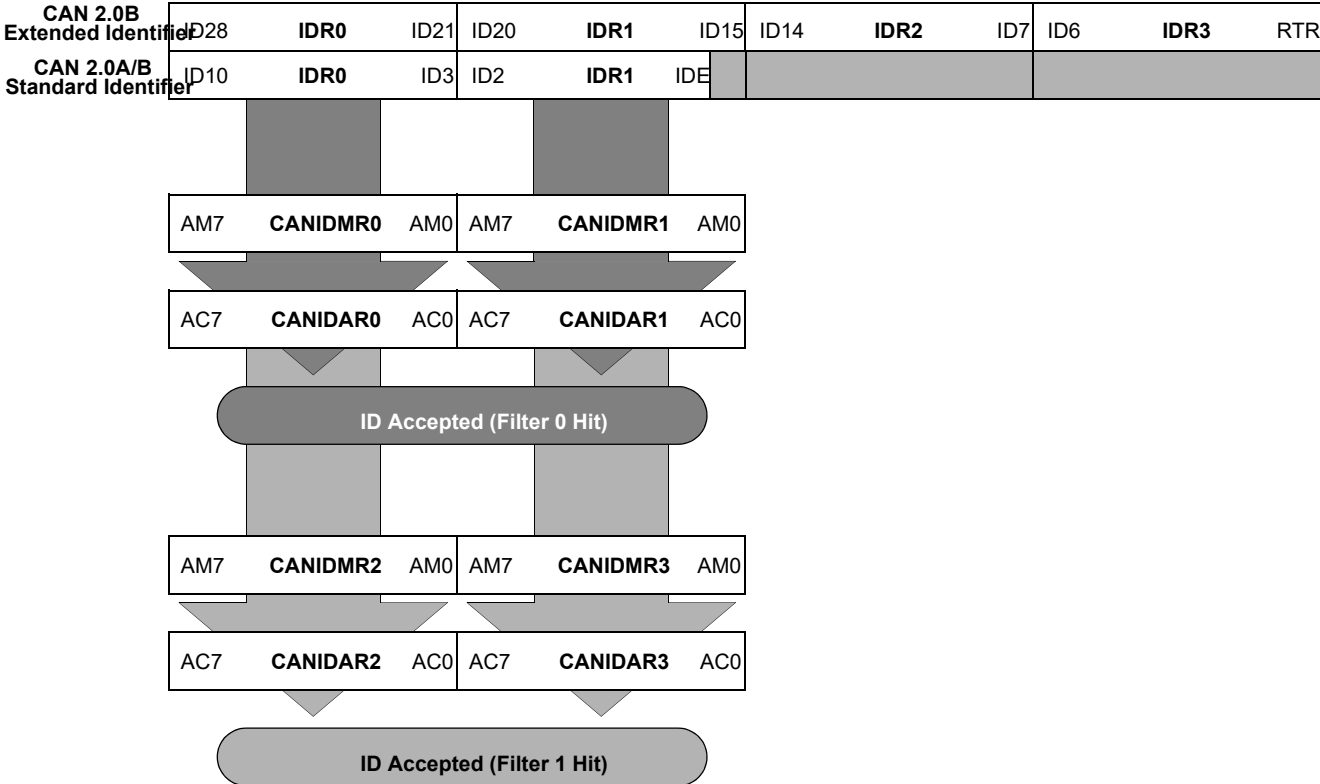 CAN 2.0B
Extended Identifier ID28 IDR0 ID21 ID20 IDR1 ID15 ID14 IDR2 ID7 ID6 IDR3 RTR
CAN 2.0A/B
Standard Identifier ID10 IDR0 ID3 ID2 IDR1 IDE
AM7 CANIDMR0 AM0 AM7 CANIDMR1 AM0
AC7 CANIDAR0 AC0 AC7 CANIDAR1 AC0
ID Accepted (Filter 0 Hit)
AM7 CANIDMR2 AM0 AM7 CANIDMR3 AM0
AC7 CANIDAR2 AC0 AC7 CANIDAR3 AC0
ID Accepted (Filter 1 Hit)